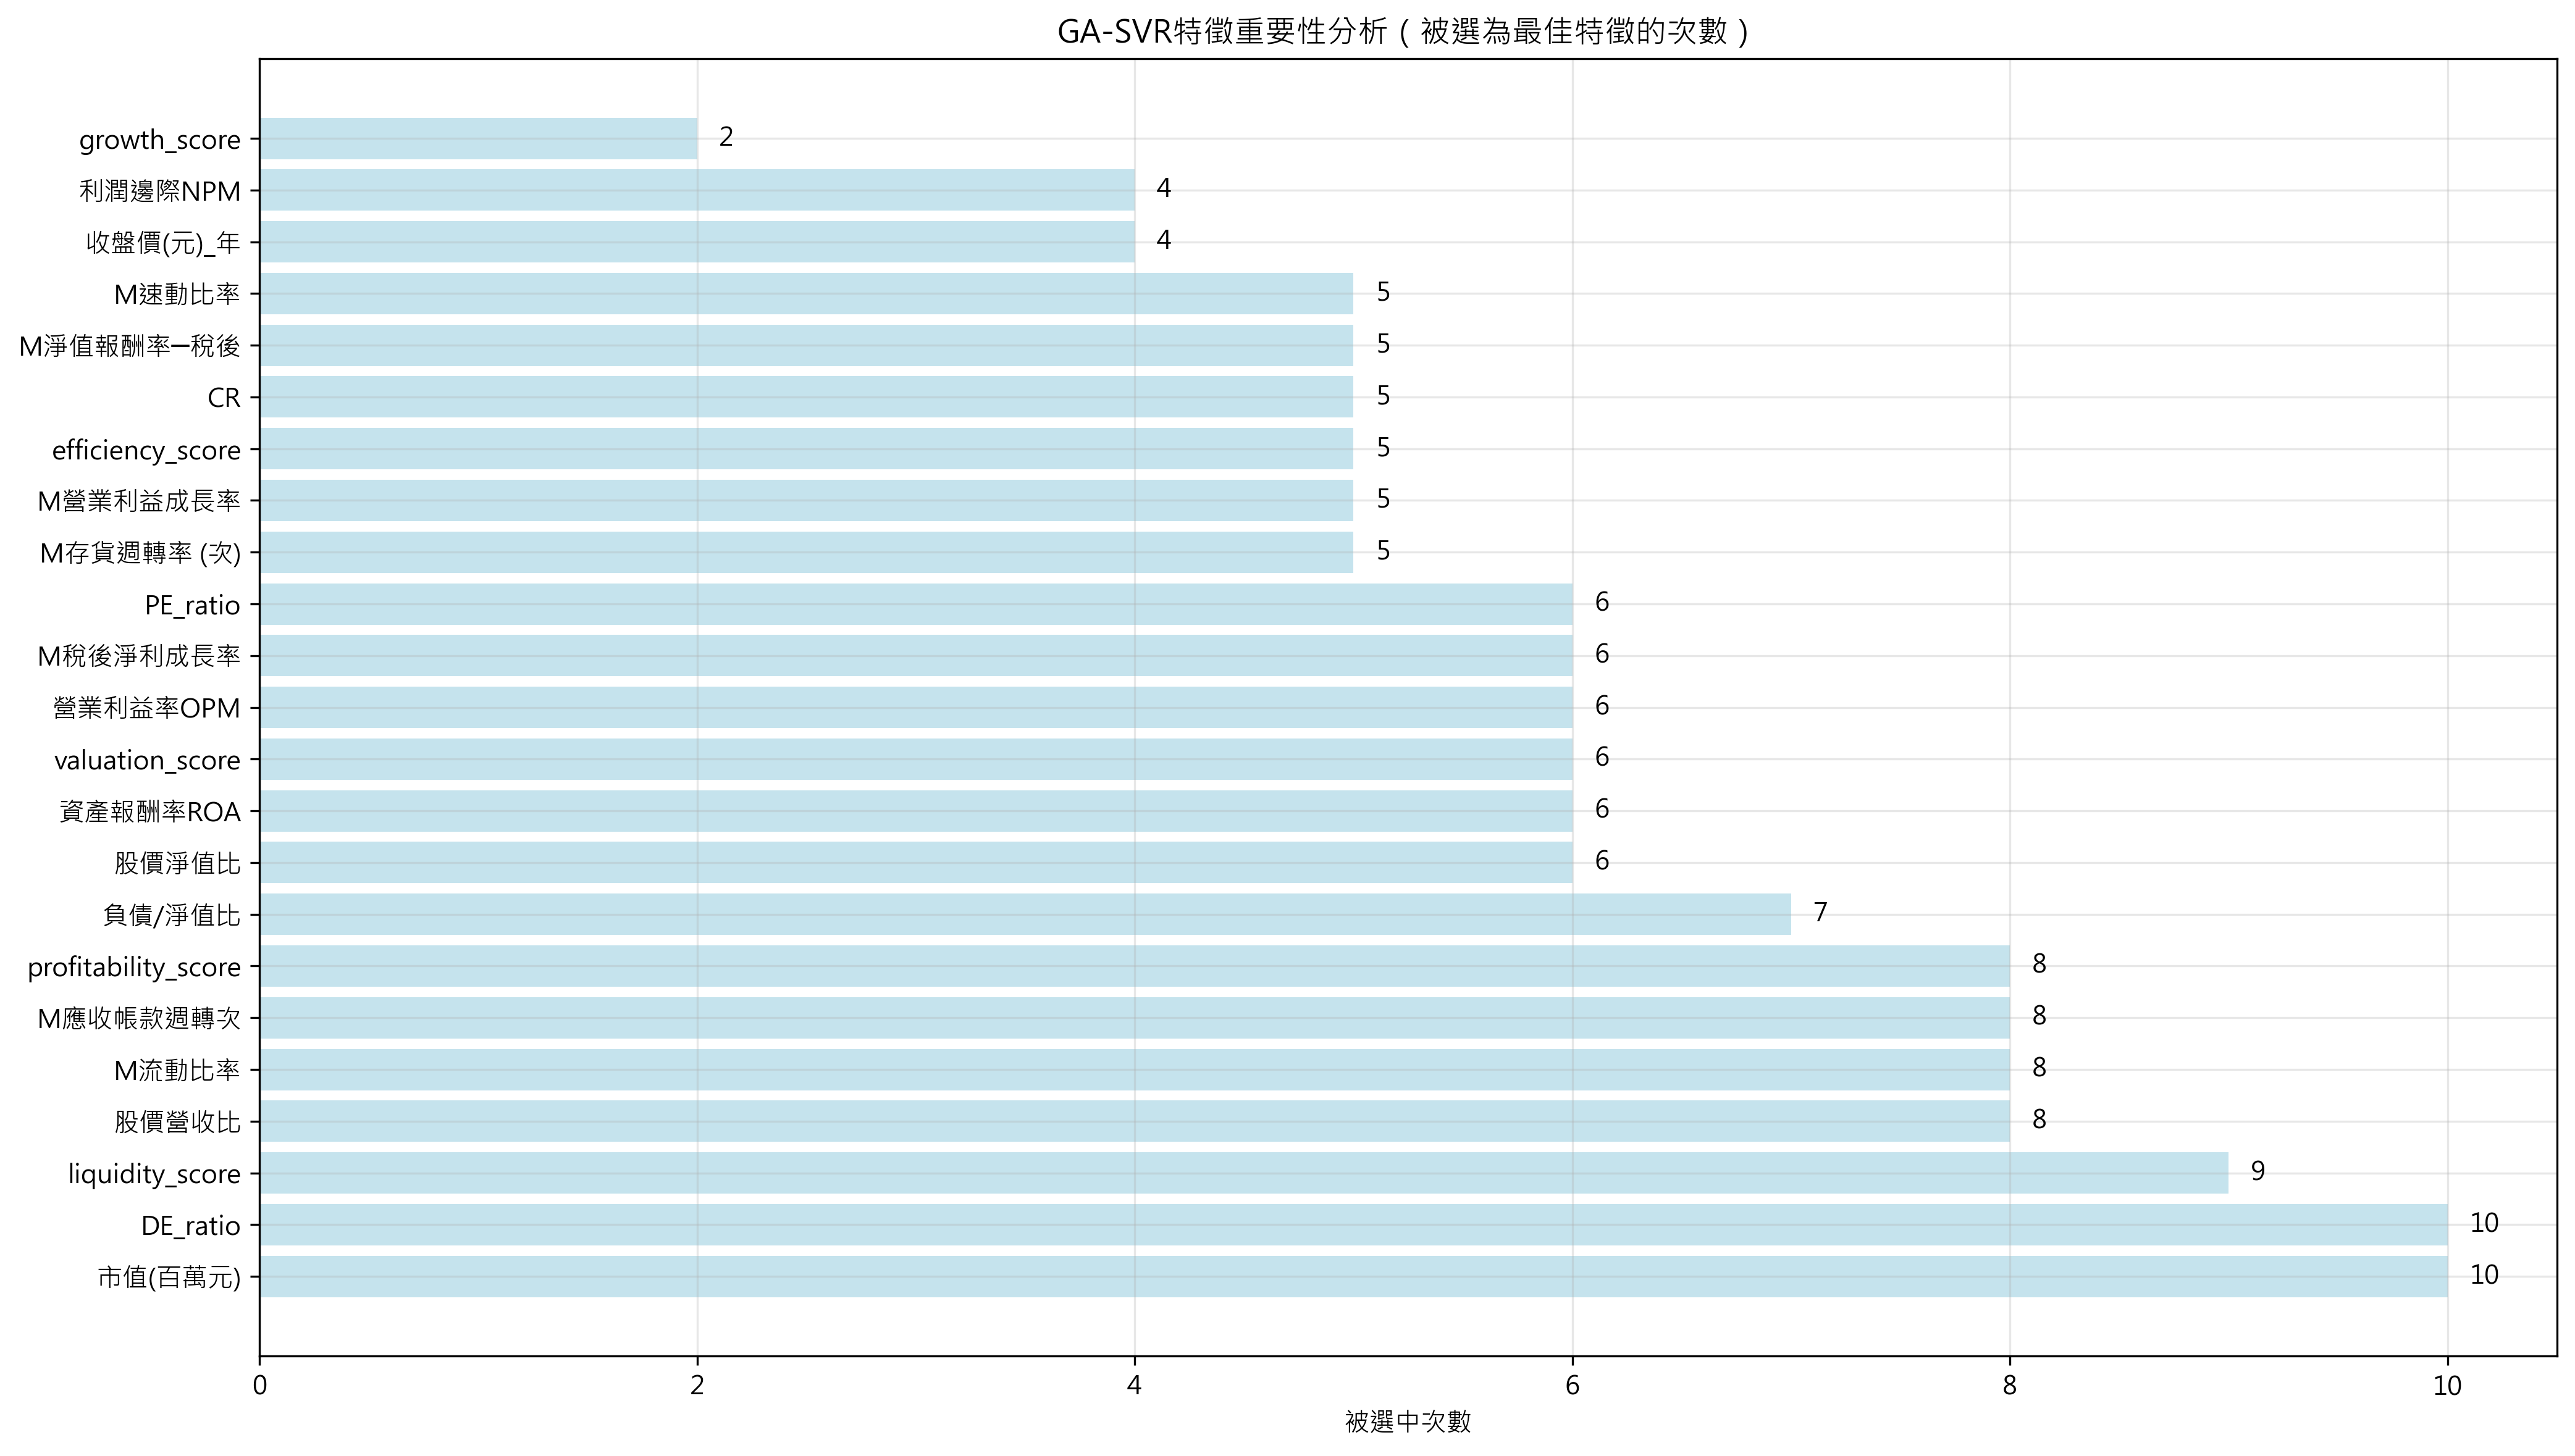 GA-SVR特徵重要性分析（被選為最佳特徵的次數）
growth_score 2
利潤邊際NPM 4
收盤價(元)_年 4
M速動比率 5
M淨值報酬率─稅後 5
CR 5
efficiency_score 5
M營業利益成長率 5
M存貨週轉率 (次) 5
PE_ratio 6
M稅後淨利成長率 6
營業利益率OPM 6
valuation_score 6
資產報酬率ROA 6
股價淨值比 6
負債/淨值比 7
profitability_score 8
M應收帳款週轉次 8
M流動比率 8
股價營收比 8
liquidity_score 9
DE_ratio 10
市值(百萬元) 10
0 2 4 6 8 10
被選中次數